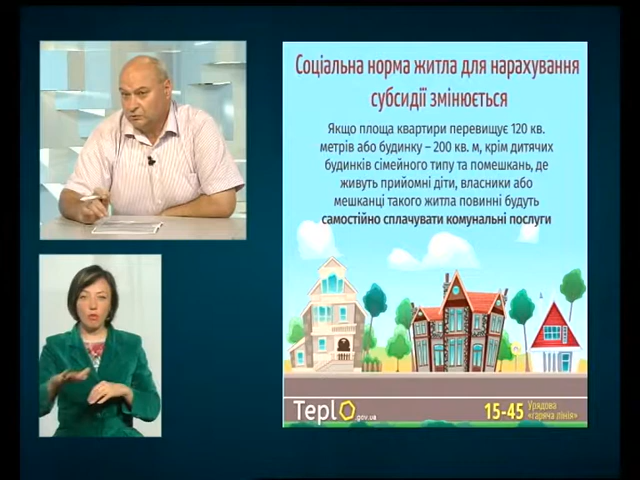 Соціальна норма житла для нарахування
субсидії змінюється
Якщо площа квартири перевищує 120 кв.
метрів або будинку – 200 кв. м, крім дитячих
будинків сімейного типу та помешкань, де
живуть прийомні діти, власники або
мешканці такого житла повинні будуть
самостійно сплачувати комунальні послуги
Teplo.gov.ua
15-45 Урядова
«гаряча лінія»